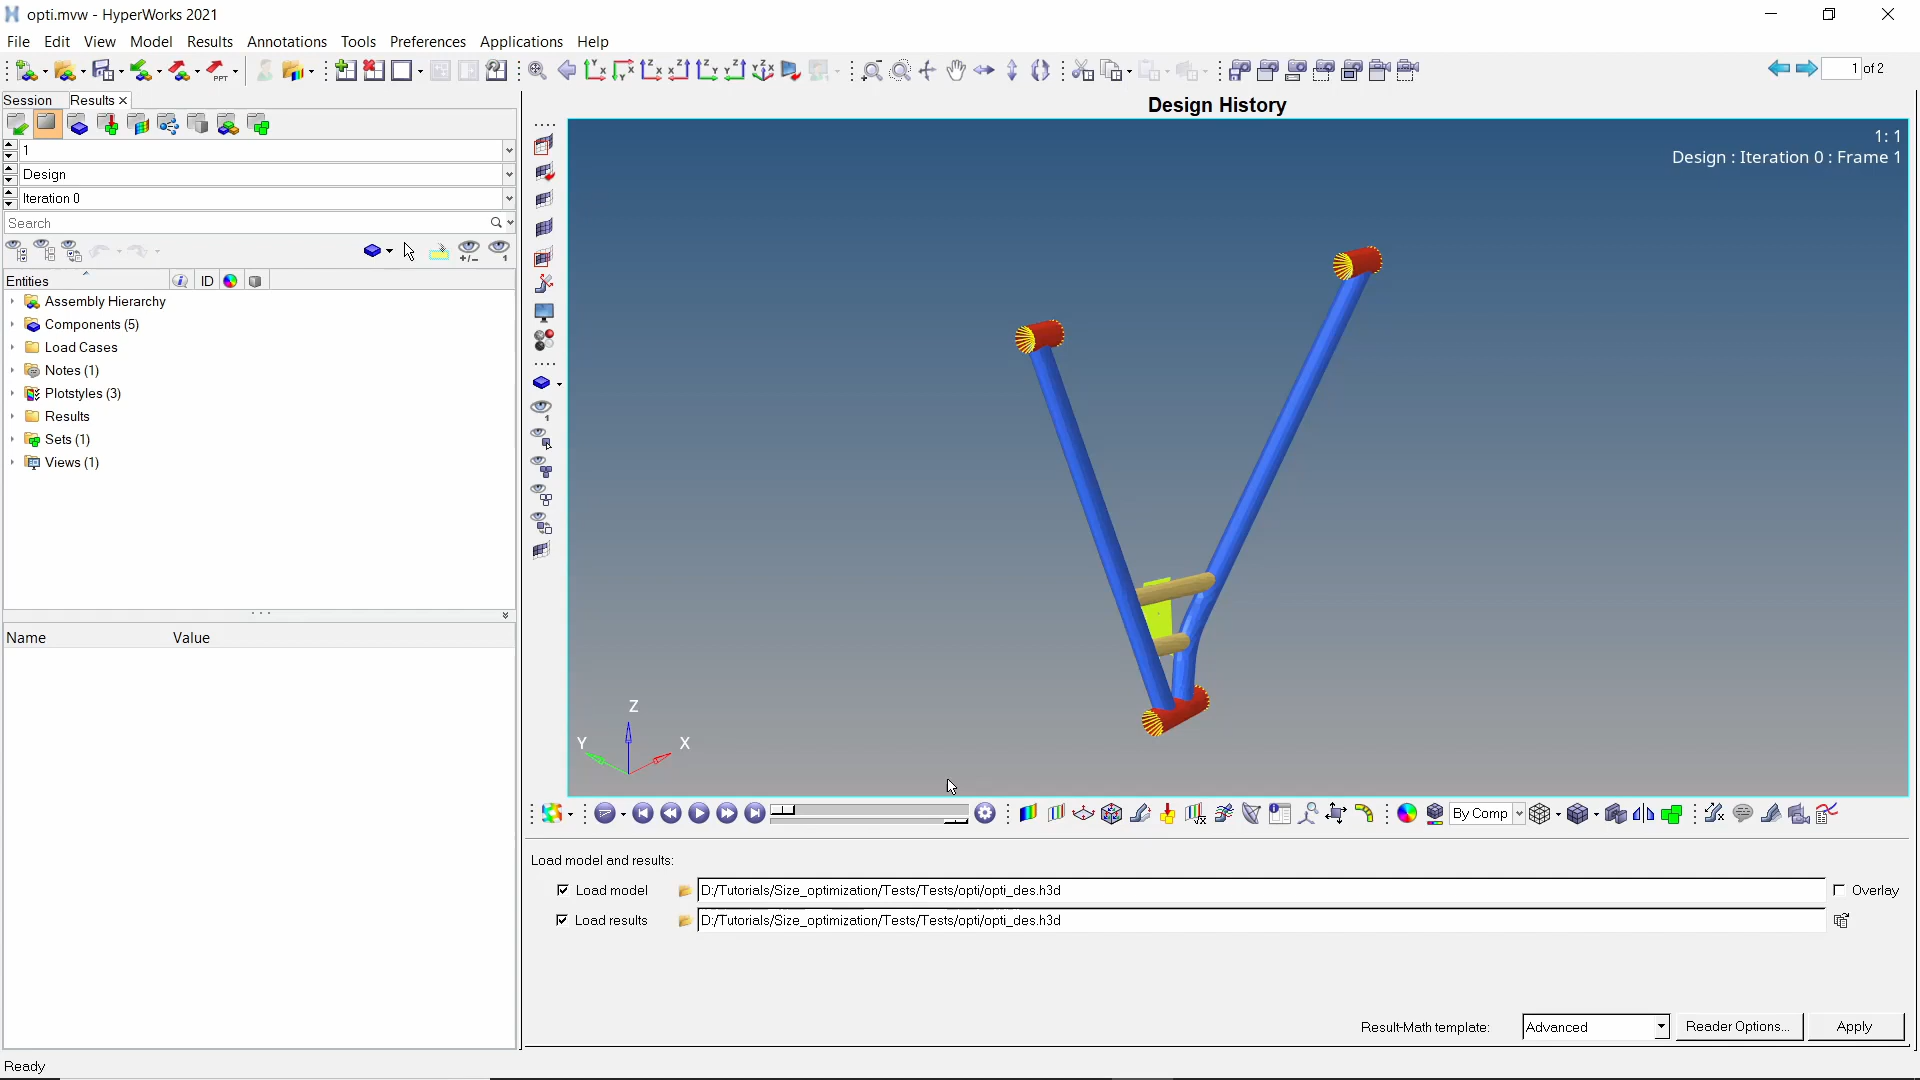 opti.mvw - HyperWorks 2021
File Edit View Model Results Annotations Tools Preferences Applications Help
PPT
1 of 2
Session Results
Design History
1
Design
Iteration 0
Search
1: 1
Design : Iteration 0 : Frame 1
Entities ID
Assembly Hierarchy
Components (5)
Load Cases
Notes (1)
Plotstyles (3)
Results
Sets (1)
Views (1)
Name Value
Z
Y X
By Comp
Load model and results:
Load model D:/Tutorials/Size_optimization/Tests/Tests/opti/opti_des.h3d Overlay
Load results D:/Tutorials/Size_optimization/Tests/Tests/opti/opti_des.h3d
Result-Math template: Advanced Reader Options... Apply
Ready